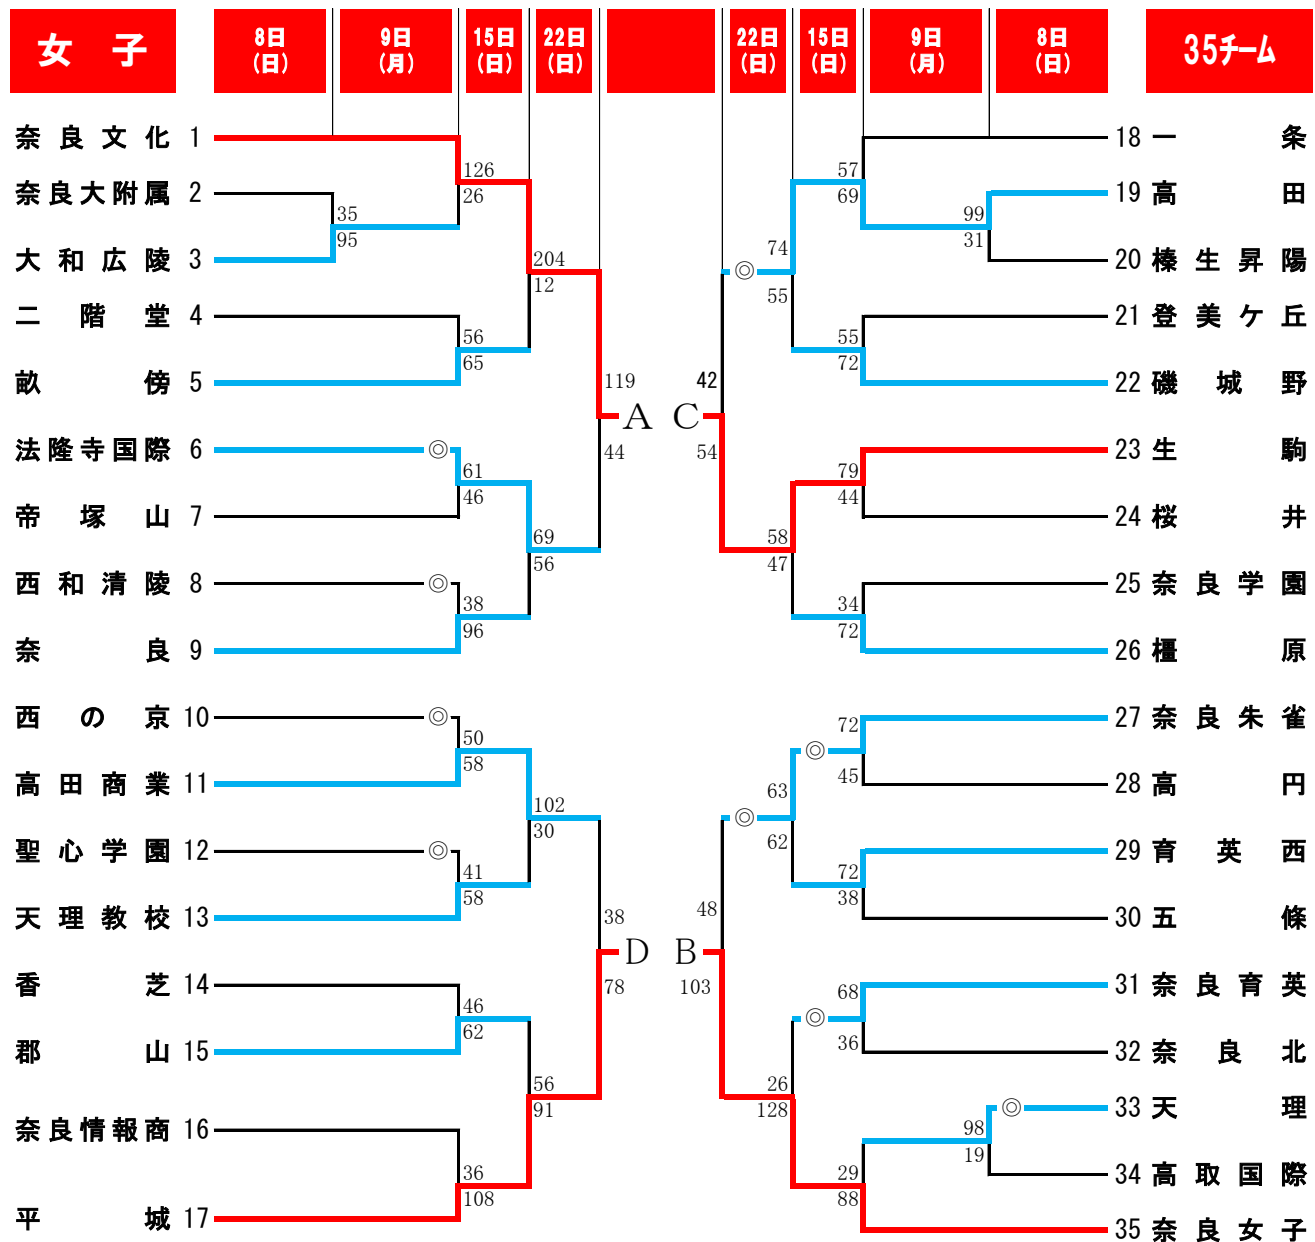 女 子 8日 9日 15日 22日 22日 15日 9日 8日 35チーム
(日) (月) (日) (日) (日) (日) (月) (日)
奈良文化 1
奈良大附属 2
大和広陵 3
二階堂 4
畝傍 5
法隆寺国際 6 ◎
帝塚山 7
西和清陵 8 ◎
奈良 9
西の京 10 ◎
高田商業 11
聖心学園 12 ◎
天理教校 13
香芝 14
郡山 15
奈良情報商 16
平城 17
35
95
126
26
56
65
61
46
38
96
50
58
41
58
46
62
36
108
204
12
69
56
102
30
56
91
119
44
38
78
A C
D B
42
54
48
103
◎
74
55
58
47
◎
63
62
26
128
57
69
55
72
79
44
34
72
◎
72
45
72
38
◎
68
36
29
88
99
31
98
19
18 一条
19 高田
20 榛生昇陽
21 登美ケ丘
22 磯城野
23 生駒
24 桜井
25 奈良学園
26 橿原
27 奈良朱雀
28 高円
29 育英西
30 五條
31 奈良育英
32 奈良北
◎ 33 天理
34 高取国際
35 奈良女子